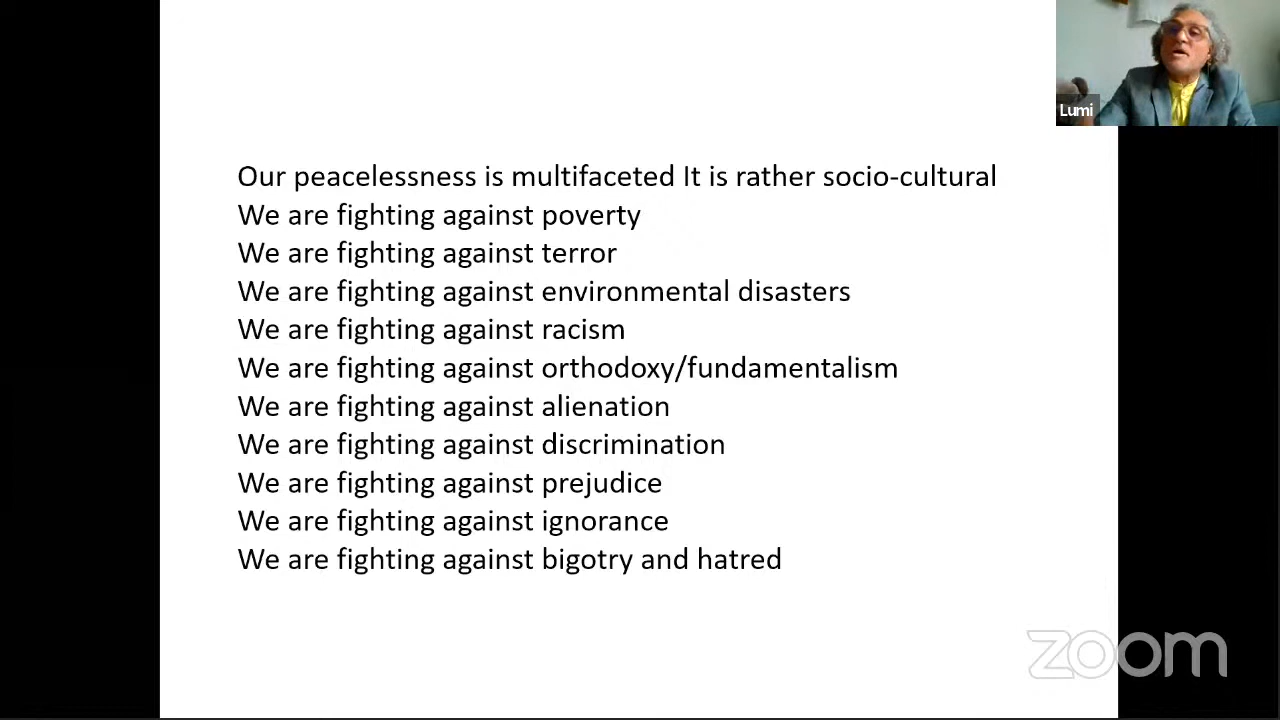 Lumi
Our peacelessness is multifaceted It is rather socio-cultural
We are fighting against poverty
We are fighting against terror
We are fighting against environmental disasters
We are fighting against racism
We are fighting against orthodoxy/fundamentalism
We are fighting against alienation
We are fighting against discrimination
We are fighting against prejudice
We are fighting against ignorance
We are fighting against bigotry and hatred
zoom